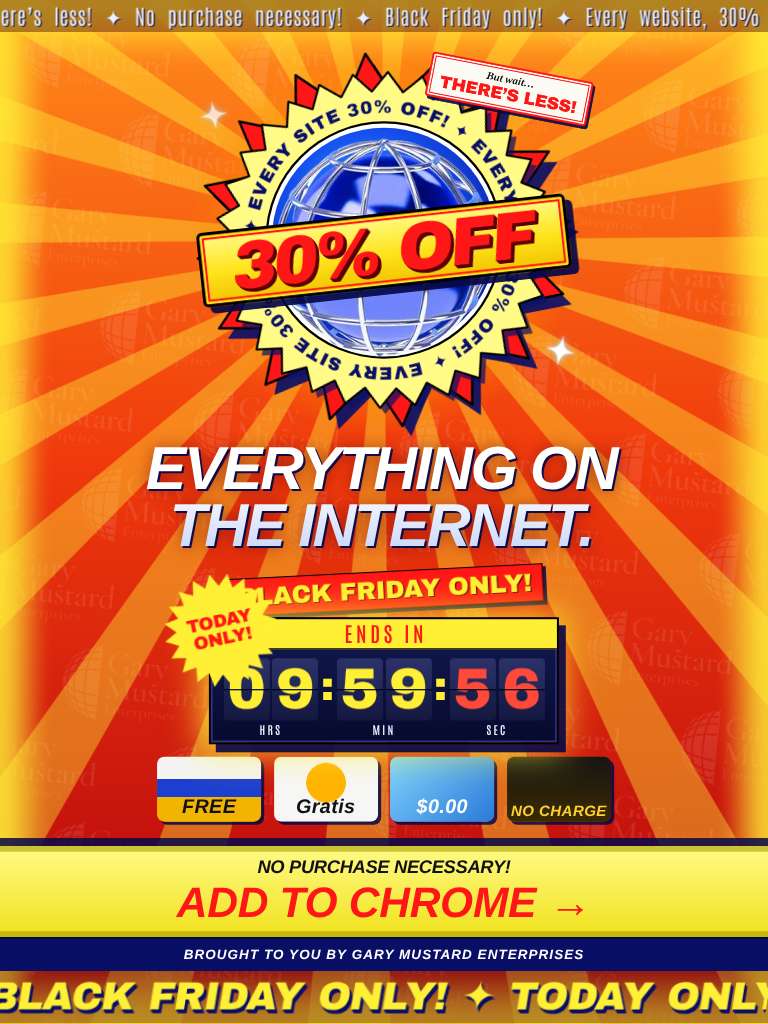 ere's less! ✦ No purchase necessary! ✦ Black Friday only! ✦ Every website, 30%
But wait...
THERE'S LESS!
EVERY SITE 30% OFF! ✦ EVERY SITE 30% OFF! ✦
30% OFF
EVERYTHING ON
THE INTERNET.
BLACK FRIDAY ONLY!
TODAY
ONLY!
ENDS IN
09:59:56
HRS MIN SEC
FREE Gratis $0.00 NO CHARGE
NO PURCHASE NECESSARY!
ADD TO CHROME →
BROUGHT TO YOU BY GARY MUSTARD ENTERPRISES
BLACK FRIDAY ONLY! ✦ TODAY ONLY
Gary
Mustard
Enterprises